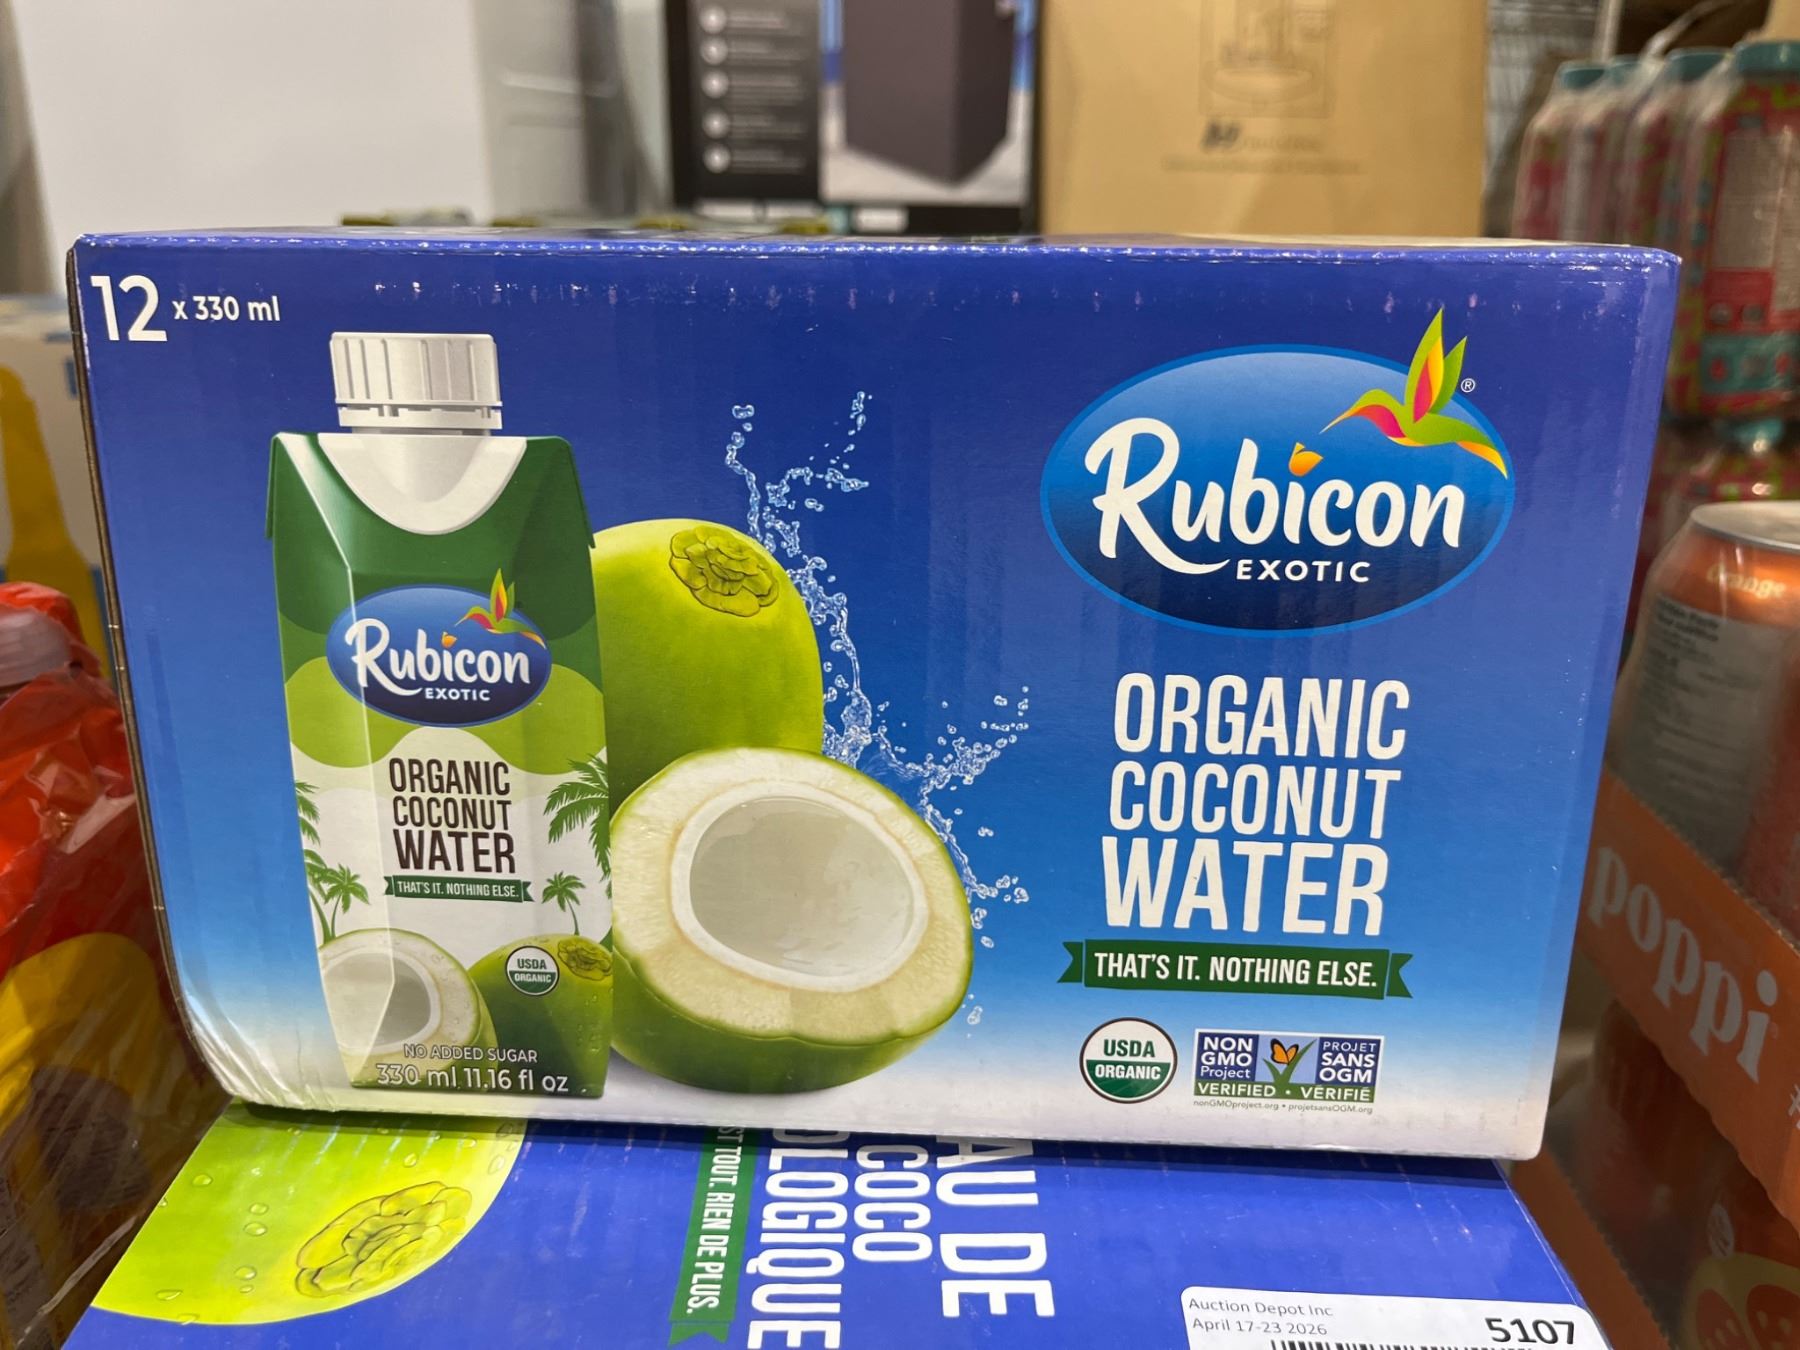 12 x 330 ml
Rubicon
EXOTIC
ORGANIC
COCONUT
WATER
THAT'S IT. NOTHING ELSE.
USDA
ORGANIC
NO ADDED SUGAR
330 ml 11.16 fl oz
®
Rubicon
EXOTIC
ORGANIC
COCONUT
WATER
THAT'S IT. NOTHING ELSE.
USDA
ORGANIC
NON
GMO
Project
PROJET
SANS
OGM
VERIFIED • VÉRIFIÉ
nonGMOproject.org • projetsansOGM.org
AU DE
COCO
OLOGIQUE
ST TOUT. RIEN DE PLUS.
Auction Depot Inc
April 17-23 2026
5107
poppi
Orange